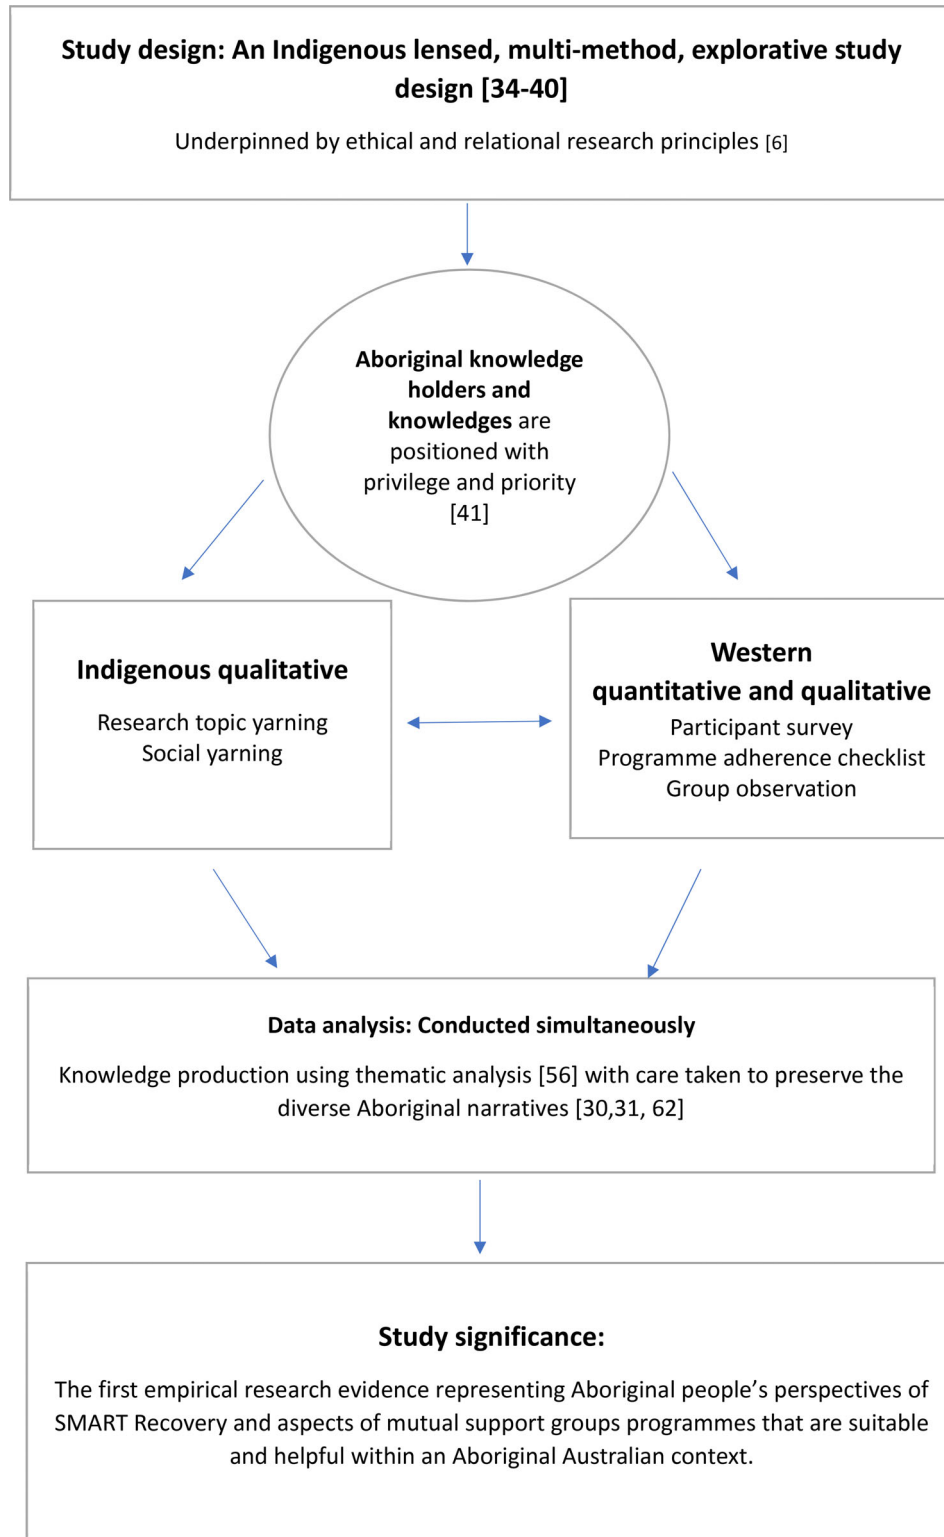 Study design: An Indigenous lensed, multi-method, explorative study
design [34-40]
Underpinned by ethical and relational research principles [6]
Aboriginal knowledge
holders and
knowledges are
positioned with
privilege and priority
[41]
Indigenous qualitative
Research topic yarning
Social yarning
Western
quantitative and qualitative
Participant survey
Programme adherence checklist
Group observation
Data analysis: Conducted simultaneously
Knowledge production using thematic analysis [56] with care taken to preserve the
diverse Aboriginal narratives [30,31, 62]
Study significance:
The first empirical research evidence representing Aboriginal people’s perspectives of
SMART Recovery and aspects of mutual support groups programmes that are suitable
and helpful within an Aboriginal Australian context.